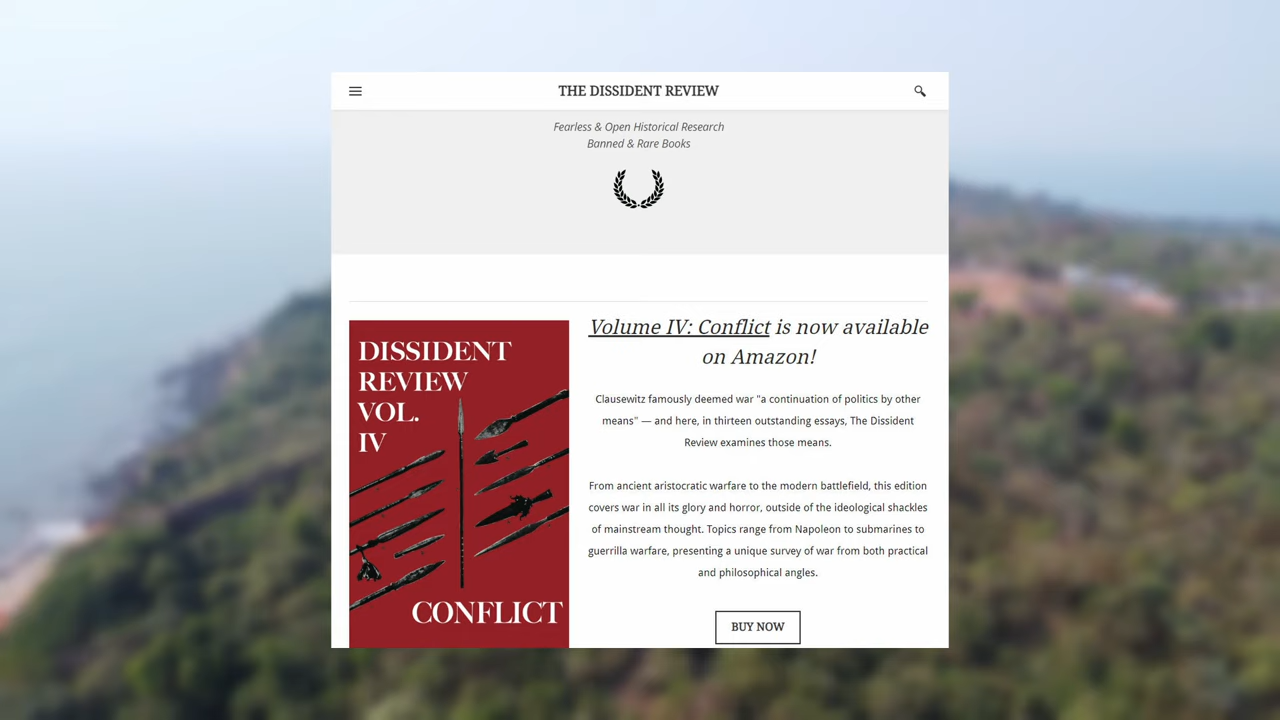 THE DISSIDENT REVIEW
Fearless & Open Historical Research
Banned & Rare Books
DISSIDENT
REVIEW
VOL.
IV
CONFLICT
Volume IV: Conflict is now available
on Amazon!
Clausewitz famously deemed war "a continuation of politics by other
means" — and here, in thirteen outstanding essays, The Dissident
Review examines those means.
From ancient aristocratic warfare to the modern battlefield, this edition
covers war in all its glory and horror, outside of the ideological shackles
of mainstream thought. Topics range from Napoleon to submarines to
guerrilla warfare, presenting a unique survey of war from both practical
and philosophical angles.
BUY NOW